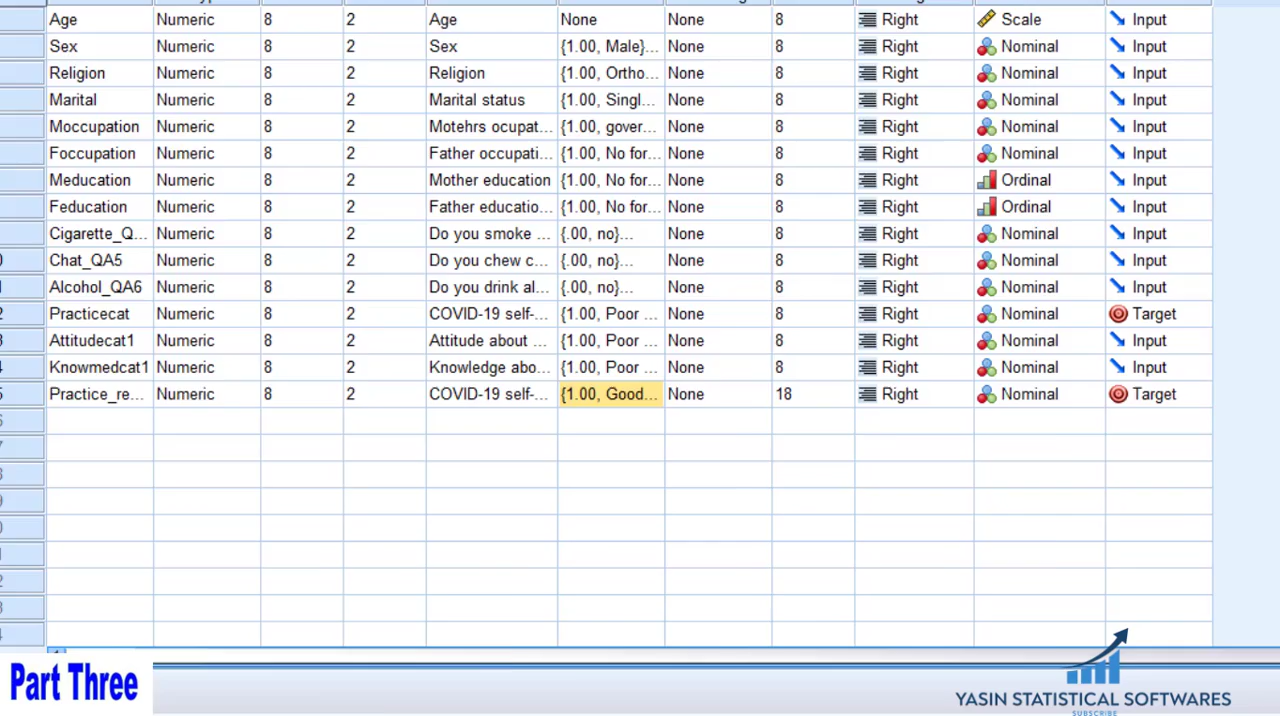 Age Numeric 8 2 Age None None 8 Right Scale Input
Sex Numeric 8 2 Sex {1.00, Male}... None 8 Right Nominal Input
Religion Numeric 8 2 Religion {1.00, Ortho... None 8 Right Nominal Input
Marital Numeric 8 2 Marital status {1.00, Singl... None 8 Right Nominal Input
Moccupation Numeric 8 2 Motehrs ocupat... {1.00, gover... None 8 Right Nominal Input
Foccupation Numeric 8 2 Father occupati... {1.00, No for... None 8 Right Nominal Input
Meducation Numeric 8 2 Mother education {1.00, No for... None 8 Right Ordinal Input
Feducation Numeric 8 2 Father educatio... {1.00, No for... None 8 Right Ordinal Input
Cigarette_Q... Numeric 8 2 Do you smoke ... {.00, no}... None 8 Right Nominal Input
Chat_QA5 Numeric 8 2 Do you chew c... {.00, no}... None 8 Right Nominal Input
Alcohol_QA6 Numeric 8 2 Do you drink al... {.00, no}... None 8 Right Nominal Input
Practicecat Numeric 8 2 COVID-19 self-... {1.00, Poor ... None 8 Right Nominal Target
Attitudecat1 Numeric 8 2 Attitude about ... {1.00, Poor ... None 8 Right Nominal Input
Knowmedcat1 Numeric 8 2 Knowledge abo... {1.00, Poor ... None 8 Right Nominal Input
Practice_re... Numeric 8 2 COVID-19 self-... {1.00, Good... None 18 Right Nominal Target
Part Three
YASIN STATISTICAL SOFTWARES
SUBSCRIBE